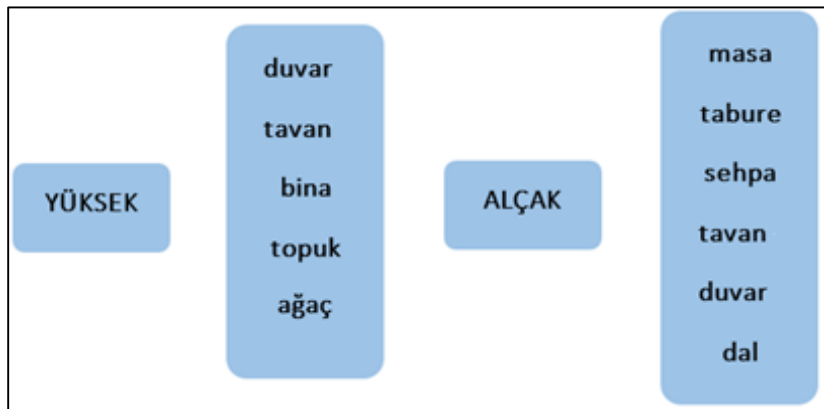 YÜKSEK
duvar
tavan
bina
topuk
ağaç
ALÇAK
masa
tabure
sehpa
tavan
duvar
dal